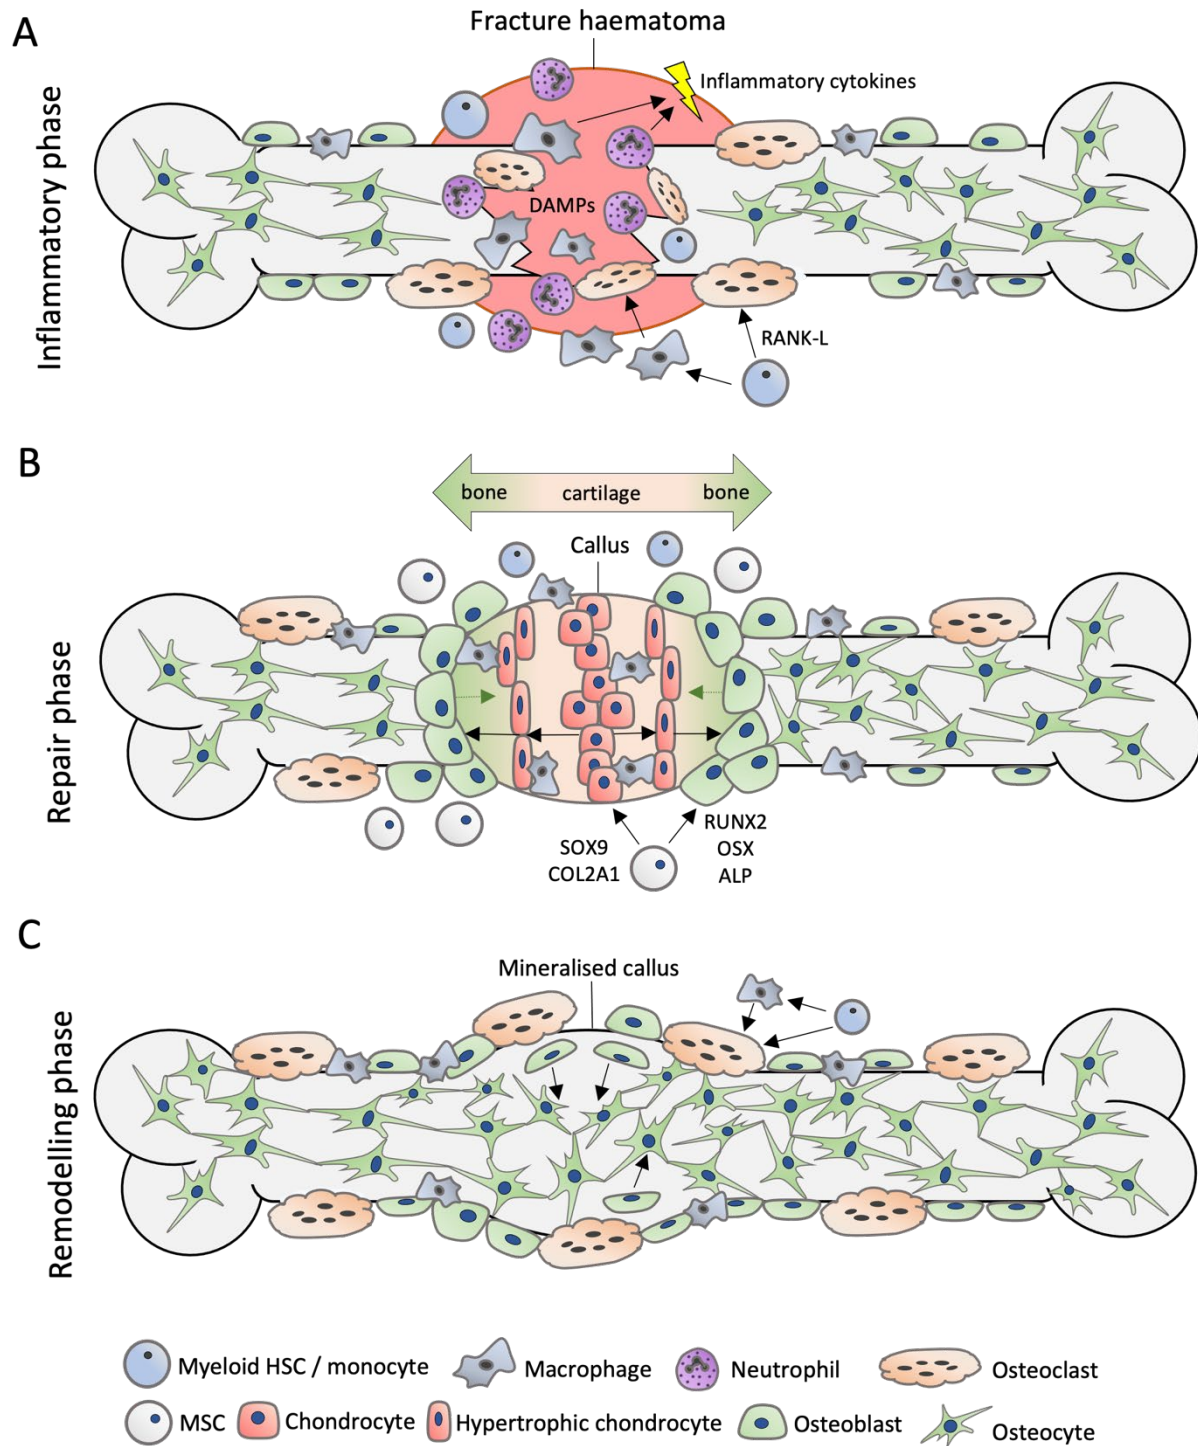 A
Fracture haematoma
Inflammatory cytokines
Inflammatory phase
DAMPs
RANK-L
B
bone cartilage bone
Callus
Repair phase
SOX9
COL2A1
RUNX2
OSX
ALP
C
Mineralised callus
Remodelling phase
Myeloid HSC / monocyte Macrophage Neutrophil Osteoclast
MSC Chondrocyte Hypertrophic chondrocyte Osteoblast Osteocyte